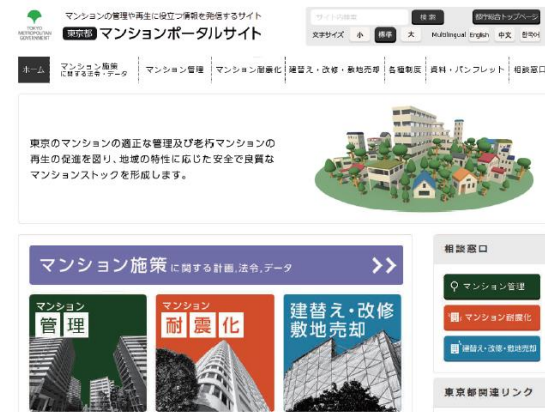 マンションの管理や再生に役立つ情報を発信するサイト
サイト内検索
検索
都庁総合トップページ
TOKYO METROPOLITAN GOVERNMENT
東京都 マンションポータルサイト
文字サイズ 小 標準 大 Multilingual English 中文 한국어
ホーム
マンション施策
に関する法令・データ
マンション管理
マンション耐震化
建替え・改修・敷地売却
各種制度
資料・パンフレット
相談窓口
東京のマンションの適正な管理及び老朽マンションの
再生の促進を図り、地域の特性に応じた安全で良質な
マンションストックを形成します。
マンション施策 に関する計画,法令,データ
マンション
管理
マンション
耐震化
建替え・改修
敷地売却
相談窓口
マンション管理
マンション耐震化
建替え・改修・敷地売却
東京都関連リンク